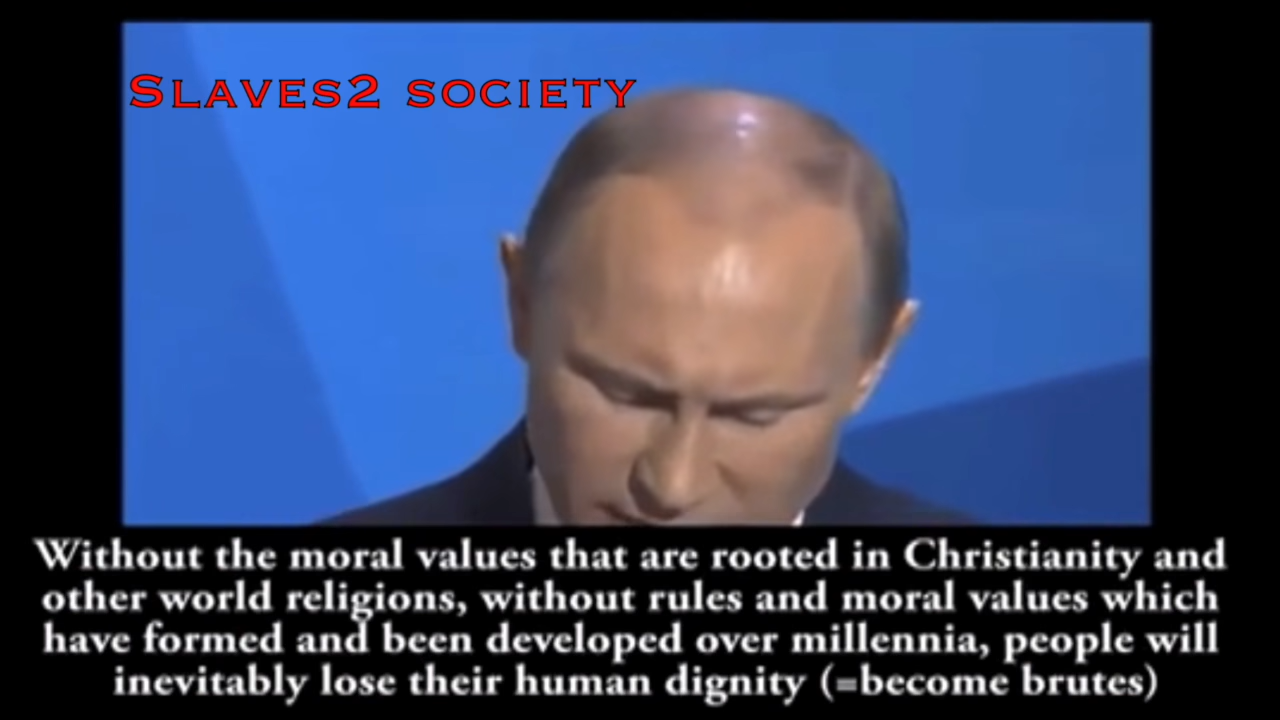 Slaves2 society
Without the moral values that are rooted in Christianity and
other world religions, without rules and moral values which
have formed and been developed over millennia, people will
inevitably lose their human dignity (=become brutes)